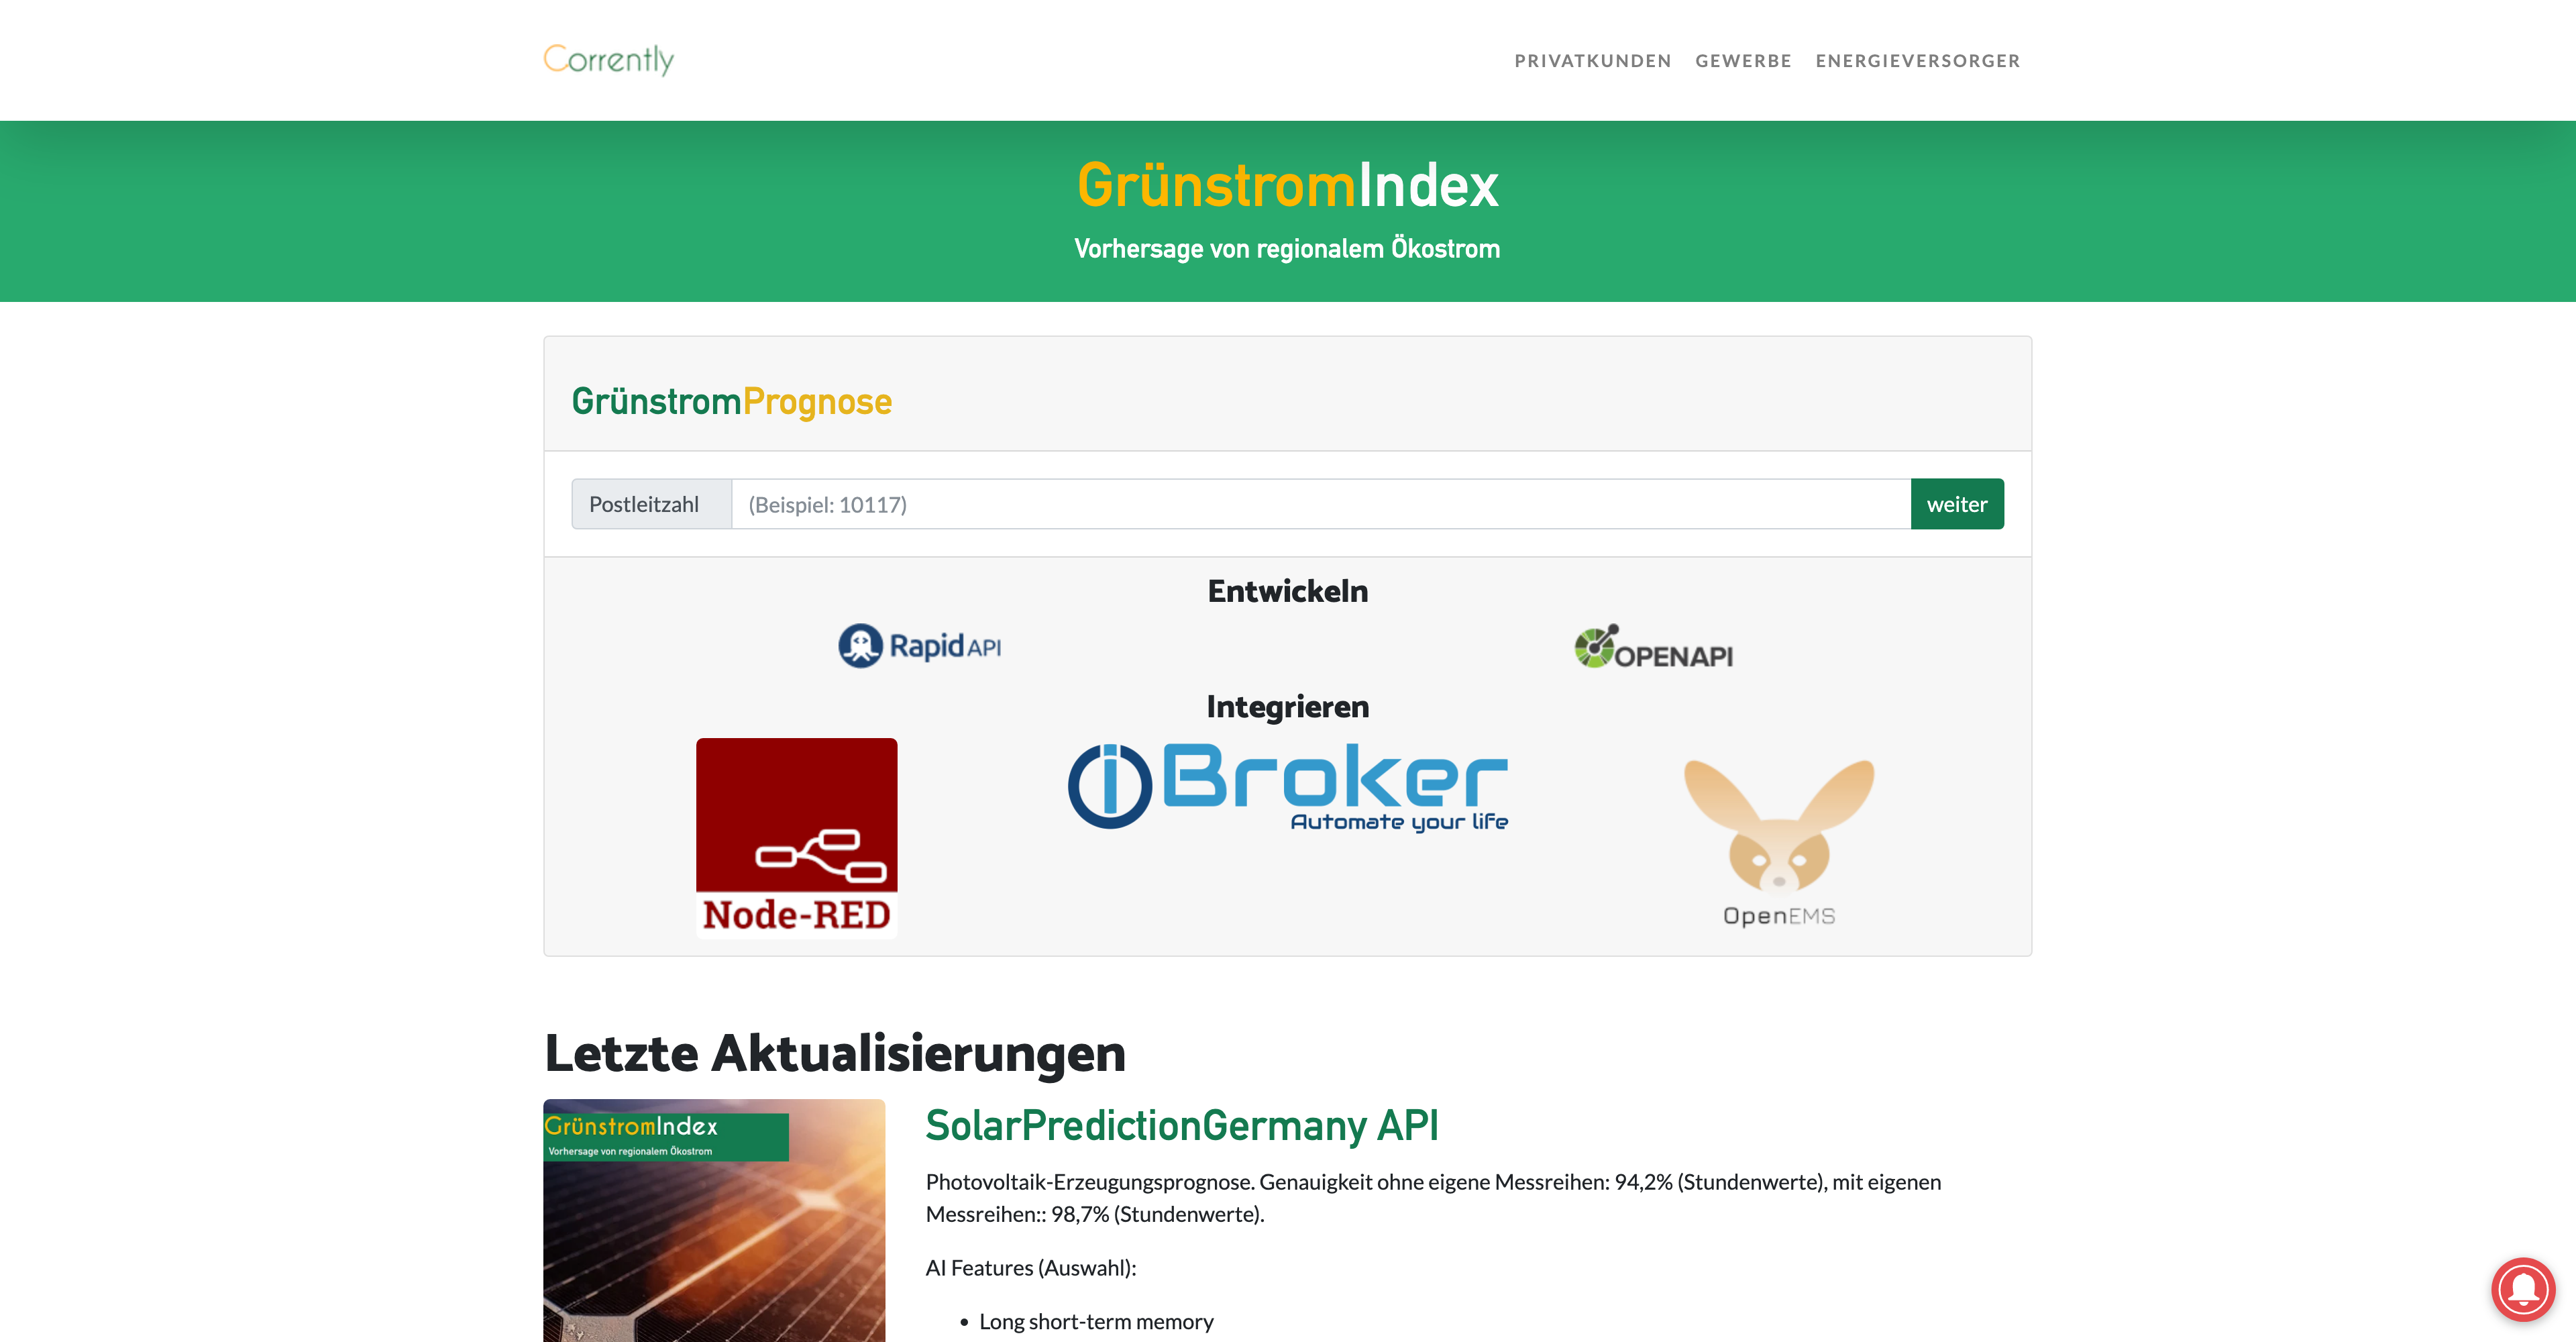 Corrently
PRIVATKUNDEN GEWERBE ENERGIEVERSORGER
GrünstromIndex
Vorhersage von regionalem Ökostrom
GrünstromPrognose
Postleitzahl (Beispiel: 10117) weiter
Entwickeln
RapidAPI OPENAPI
Integrieren
ioBroker
Automate your life
Node-RED OpenEMS
Letzte Aktualisierungen
GrünstromIndex
Vorhersage von regionalem Ökostrom
SolarPredictionGermany API
Photovoltaik-Erzeugungsprognose. Genauigkeit ohne eigene Messreihen: 94,2% (Stundenwerte), mit eigenen
Messreihen:: 98,7% (Stundenwerte).
AI Features (Auswahl):
• Long short-term memory